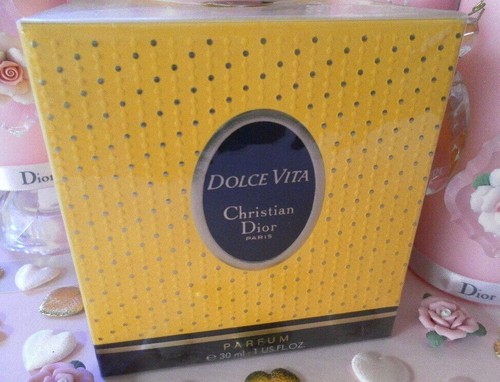 DOLCE VITA
Christian
Dior
PARIS
PARFUM
℮ 30 ml - 1 US.FL.OZ.
Dior
Dior